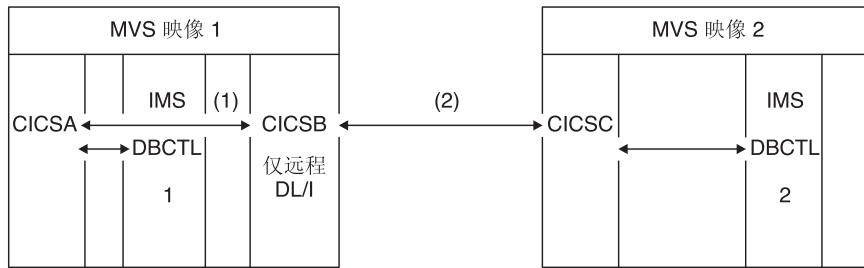 MVS 映像 1
MVS 映像 2
IMS
(1)
(2)
IMS
CICSA
CICSB
CICSC
DBCTL
仅远程
DL/I
DBCTL
1
2